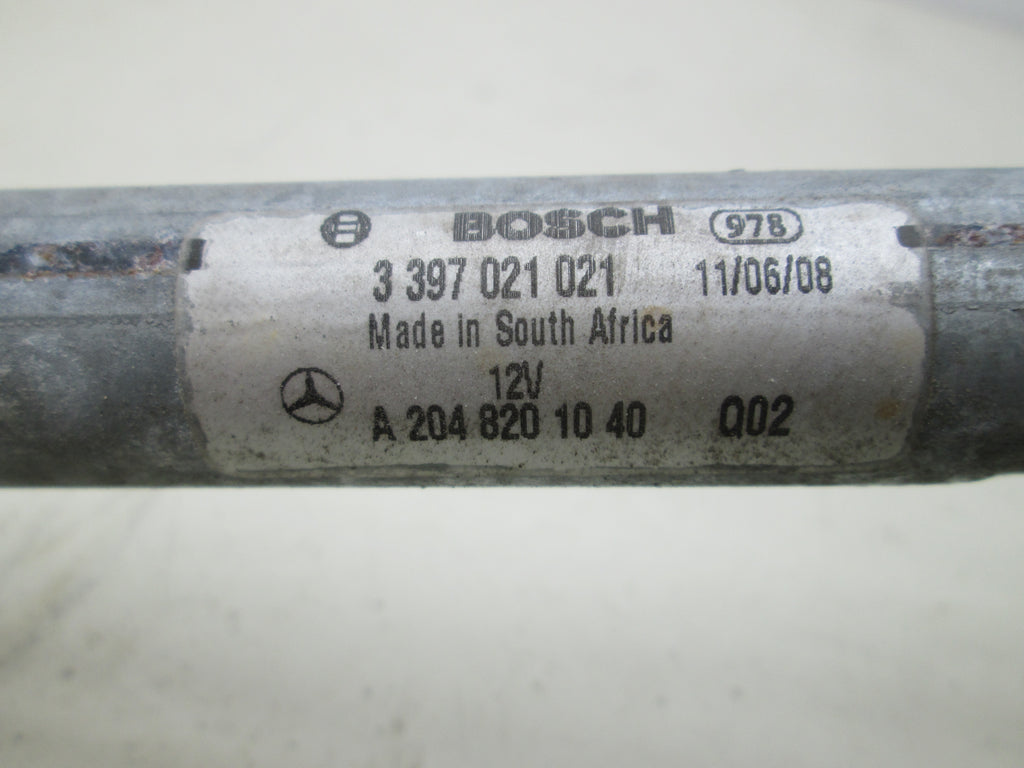 BOSCH 978
3 397 021 021 11/06/08
Made in South Africa
12V
A 204 820 10 40 Q02